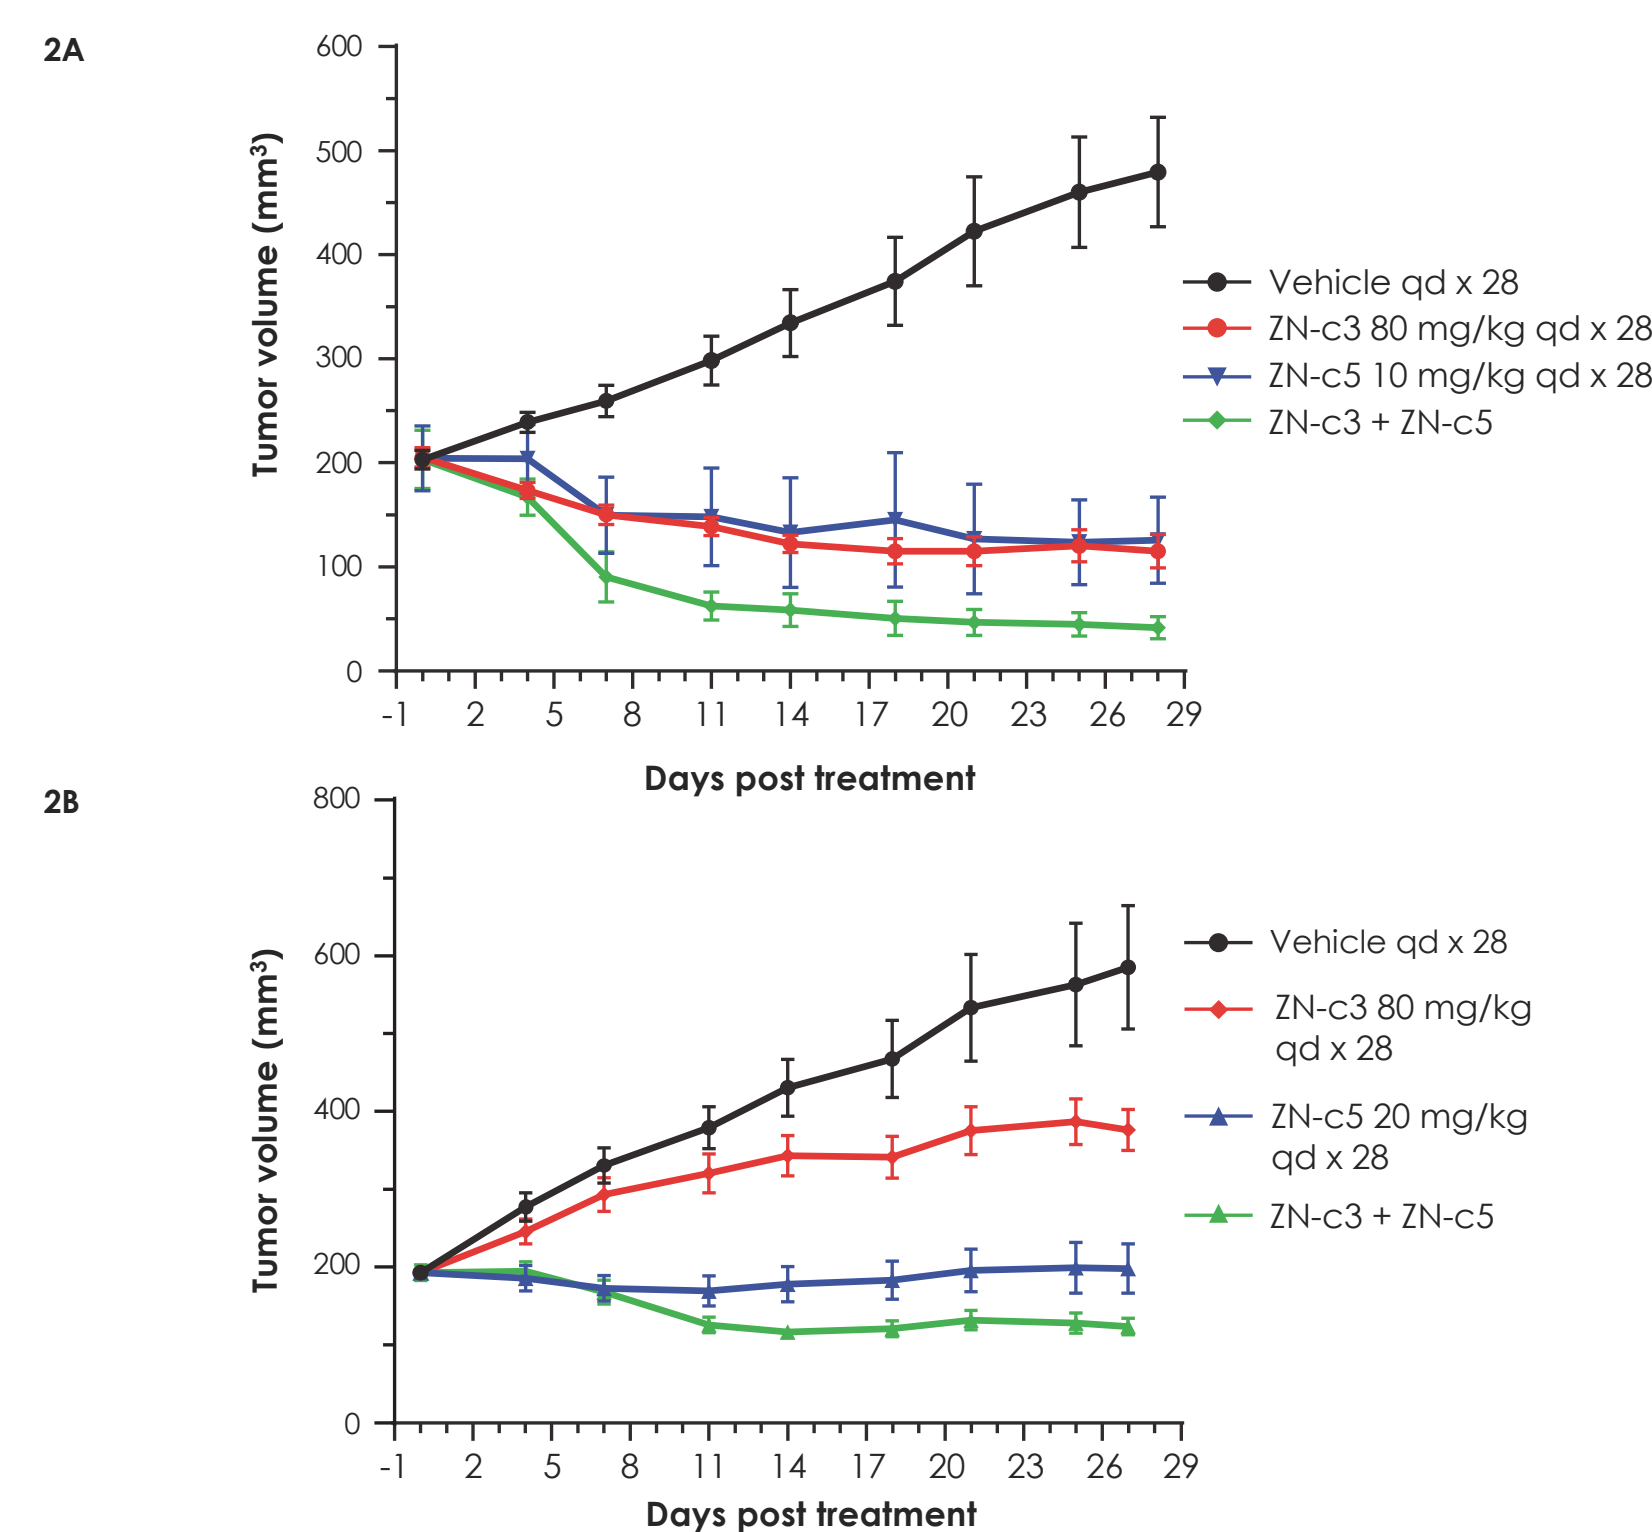 2A
600
500
400
300
200
100
0
Tumor volume (mm³)
-1 2 5 8 11 14 17 20 23 26 29
Days post treatment
Vehicle qd x 28
ZN-c3 80 mg/kg qd x 28
ZN-c5 10 mg/kg qd x 28
ZN-c3 + ZN-c5
2B
800
600
400
200
0
Tumor volume (mm³)
-1 2 5 8 11 14 17 20 23 26 29
Days post treatment
Vehicle qd x 28
ZN-c3 80 mg/kg
qd x 28
ZN-c5 20 mg/kg
qd x 28
ZN-c3 + ZN-c5